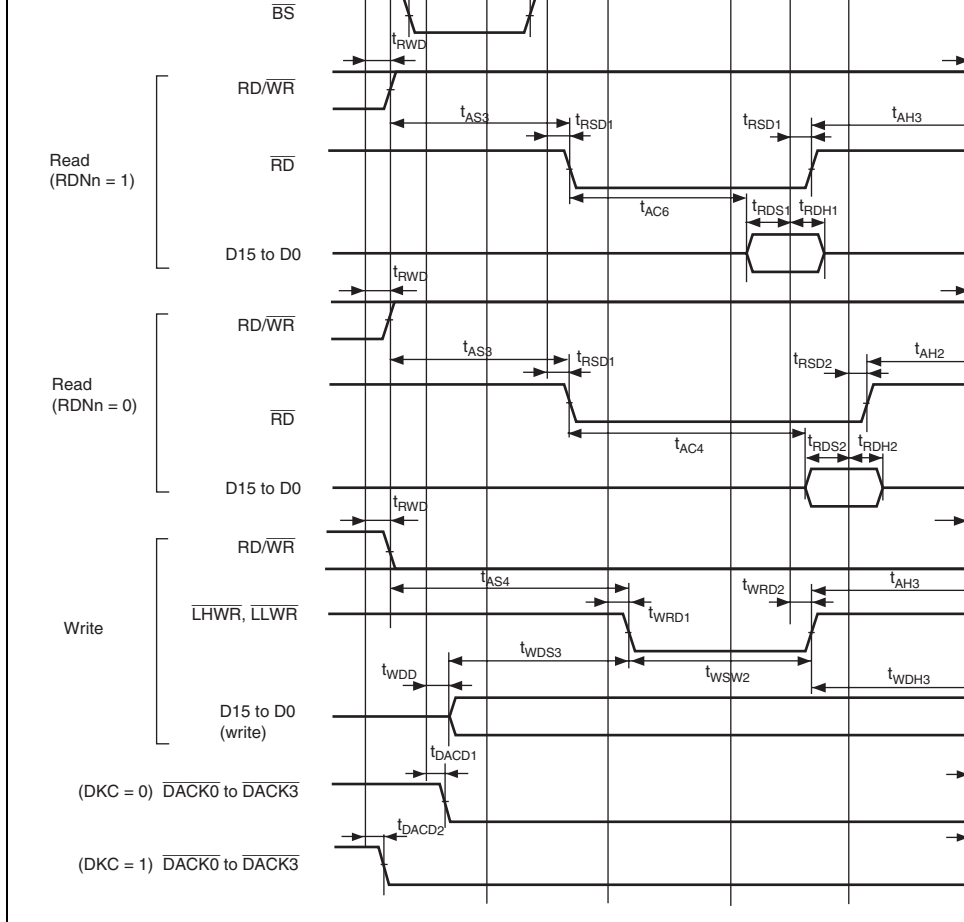 BS
tRWD
RD/WR
tAS3
tRSD1
tRSD1
tAH3
Read
(RDNn = 1)
RD
tAC6
tRDS1
tRDH1
D15 to D0
tRWD
RD/WR
tAS3
tRSD1
tRSD2
tAH2
Read
(RDNn = 0)
RD
tAC4
tRDS2
tRDH2
D15 to D0
tRWD
RD/WR
tAS4
tWRD2
tAH3
LHWR, LLWR
tWRD1
Write
tWDS3
tWDD
tWSW2
tWDH3
D15 to D0
(write)
tDACD1
(DKC = 0) DACK0 to DACK3
tDACD2
(DKC = 1) DACK0 to DACK3